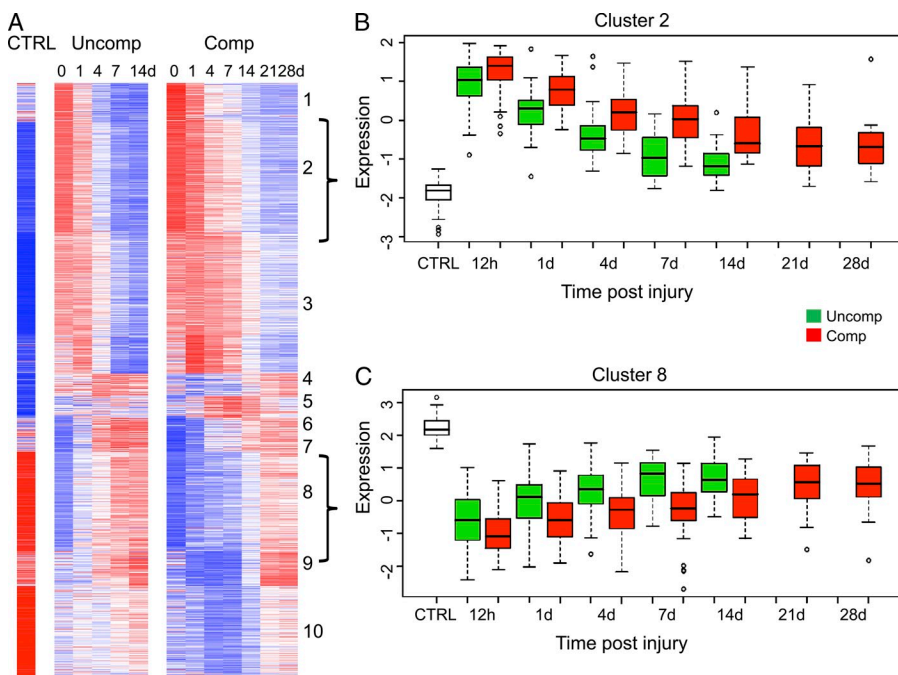 A
CTRL Uncomp Comp
0 1 4 7 14d 0 1 4 7 14 21 28d
1
2
3
4
5
6
7
8
9
10
B
Cluster 2
Expression
2
1
0
-1
-2
-3
CTRL 12h 1d 4d 7d 14d 21d 28d
Time post injury
Uncomp
Comp
C
Cluster 8
Expression
3
2
1
0
-1
-2
CTRL 12h 1d 4d 7d 14d 21d 28d
Time post injury